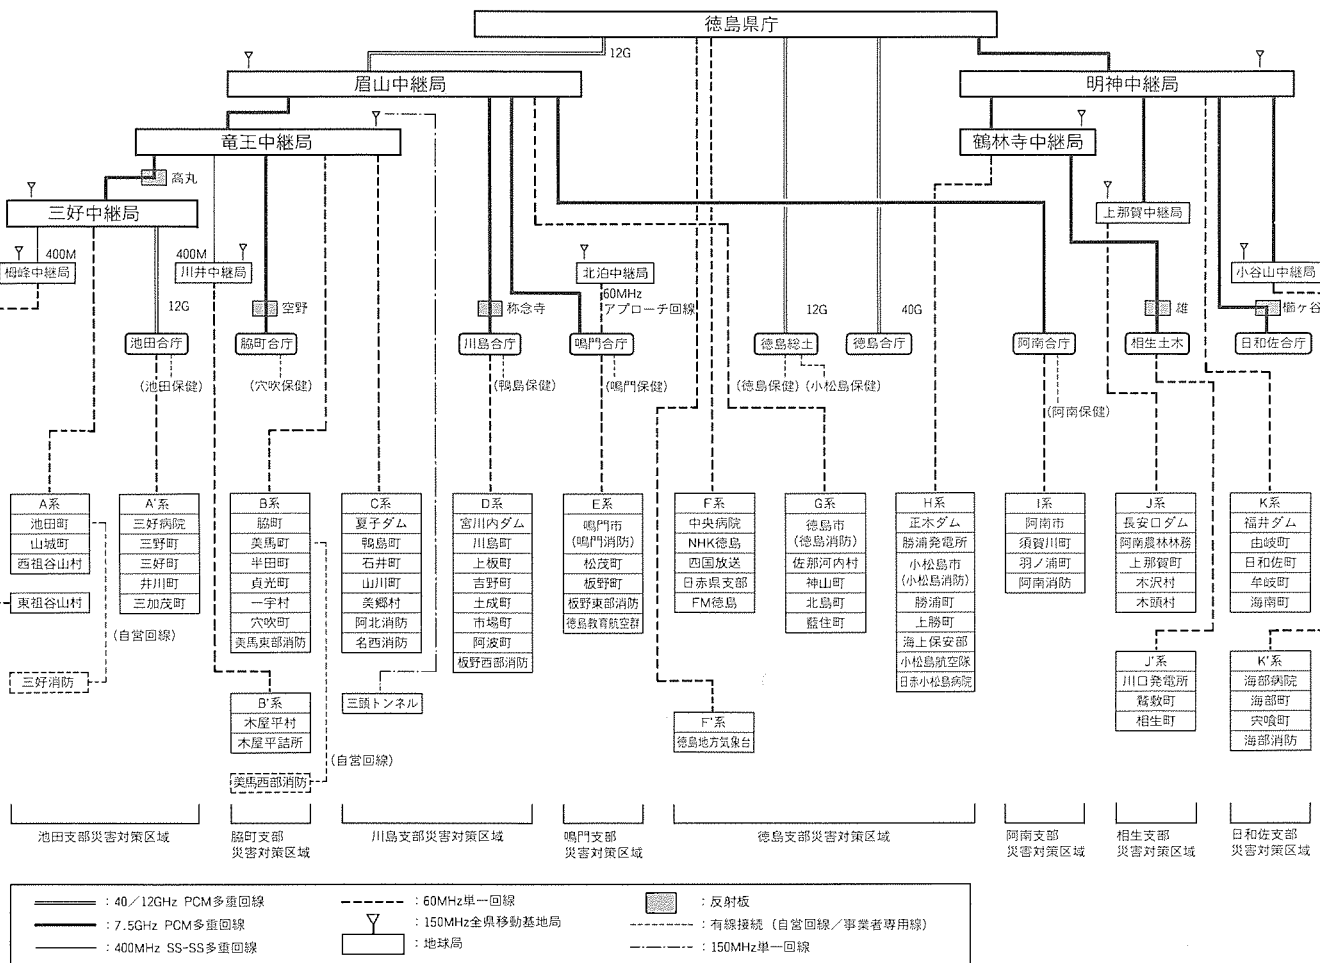 徳島県庁
12G
眉山中継局
明神中継局
竜王中継局
鶴林寺中継局
高丸
三好中継局
上那賀中継局
400M
400M
栂峰中継局
川井中継局
北泊中継局
小谷山中継局
60MHz
アプローチ回線
12G
空野
称念寺
12G
40G
雄
櫛ヶ谷
池田合庁
脇町合庁
川島合庁
鳴門合庁
徳島総土
徳島合庁
阿南合庁
相生土木
日和佐合庁
(池田保健)
(穴吹保健)
(鴨島保健)
(鳴門保健)
(徳島保健)
(小松島保健)
(阿南保健)
A系
池田町
山城町
西祖谷山村
東祖谷山村
(自営回線)
三好消防
A'系
三好病院
三野町
三好町
井川町
三加茂町
B系
脇町
美馬町
半田町
貞光町
一宇村
穴吹町
美馬東部消防
B'系
木屋平村
木屋平詰所
(自営回線)
美馬西部消防
C系
夏子ダム
鴨島町
石井町
山川町
美郷村
阿北消防
名西消防
三頭トンネル
D系
宮川内ダム
川島町
上板町
吉野町
土成町
市場町
阿波町
板野西部消防
E系
鳴門市
(鳴門消防)
松茂町
板野町
板野東部消防
徳島教育航空群
F系
中央病院
NHK徳島
四国放送
日赤県支部
FM徳島
F'系
徳島地方気象台
G系
徳島市
(徳島消防)
佐那河内村
神山町
北島町
藍住町
H系
正木ダム
勝浦発電所
小松島市
(小松島消防)
勝浦町
上勝町
海上保安部
小松島航空隊
日赤小松島病院
I系
阿南市
須賀川町
羽ノ浦町
阿南消防
J系
長安口ダム
阿南農林林務
上那賀町
木沢村
木頭村
J'系
川口発電所
鷲敷町
相生町
K系
福井ダム
由岐町
日和佐町
牟岐町
海南町
K'系
海部病院
海部町
宍喰町
海部消防
池田支部災害対策区域
脇町支部
災害対策区域
川島支部災害対策区域
鳴門支部
災害対策区域
徳島支部災害対策区域
阿南支部
災害対策区域
相生支部
災害対策区域
日和佐支部
災害対策区域
:40/12GHz PCM多重回線
:7.5GHz PCM多重回線
:400MHz SS-SS多重回線
:60MHz単一回線
:150MHz全県移動基地局
:地球局
:反射板
:有線接続(自営回線/事業者専用線)
:150MHz単一回線